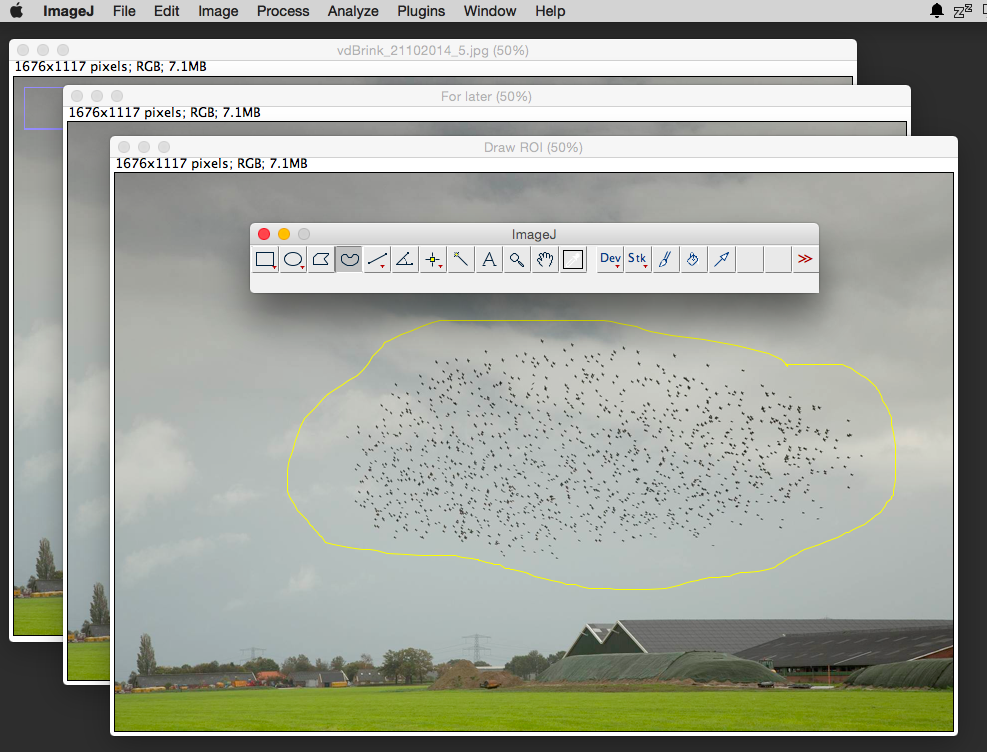 ImageJ File Edit Image Process Analyze Plugins Window Help
vdBrink_21102014_5.jpg (50%)
1676x1117 pixels; RGB; 7.1MB
For later (50%)
1676x1117 pixels; RGB; 7.1MB
Draw ROI (50%)
1676x1117 pixels; RGB; 7.1MB
ImageJ
A Dev Stk